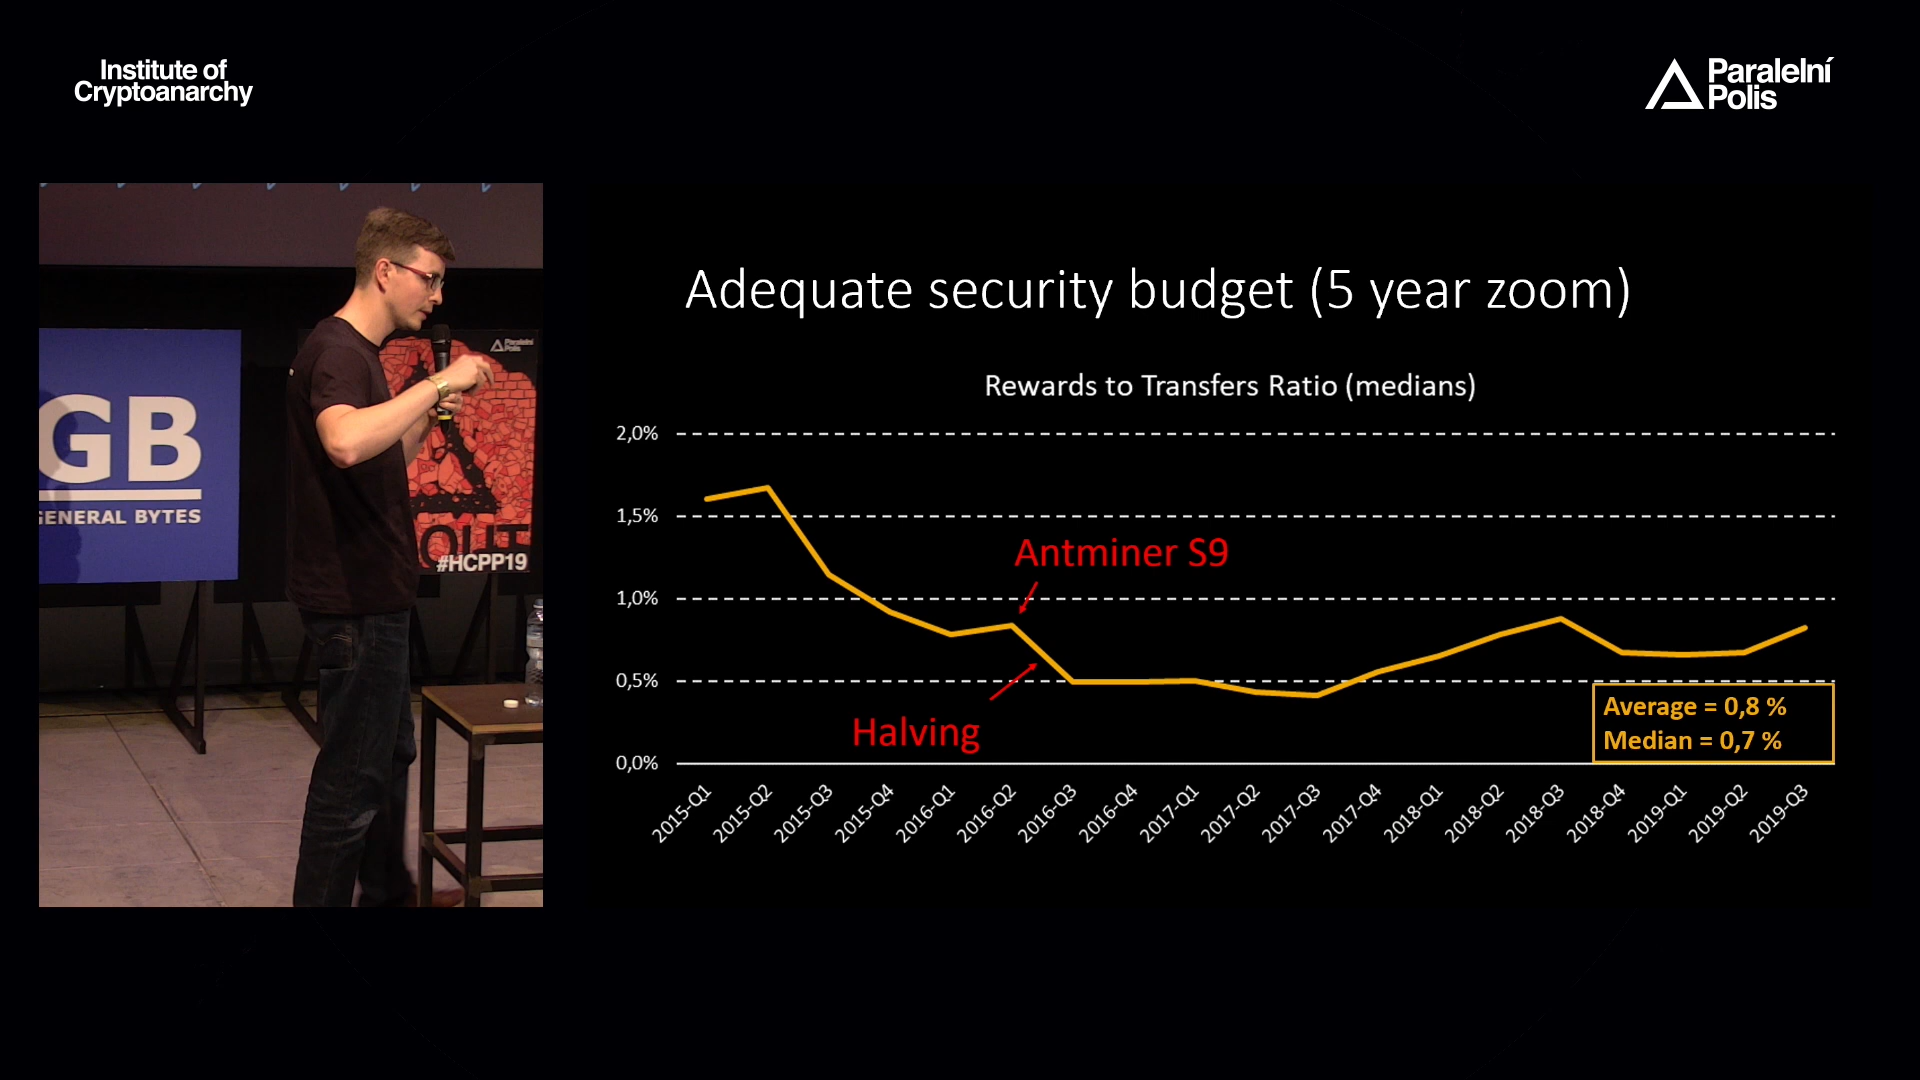 Institute of
Cryptoanarchy
Paralelní
Polis
GB
GENERAL BYTES
Paralelní
Polis
OUT
#HCPP19
Adequate security budget (5 year zoom)
Rewards to Transfers Ratio (medians)
2,0%
1,5%
1,0%
0,5%
0,0%
Antminer S9
Halving
Average = 0,8 %
Median = 0,7 %
2015-Q1
2015-Q2
2015-Q3
2015-Q4
2016-Q1
2016-Q2
2016-Q3
2016-Q4
2017-Q1
2017-Q2
2017-Q3
2017-Q4
2018-Q1
2018-Q2
2018-Q3
2018-Q4
2019-Q1
2019-Q2
2019-Q3